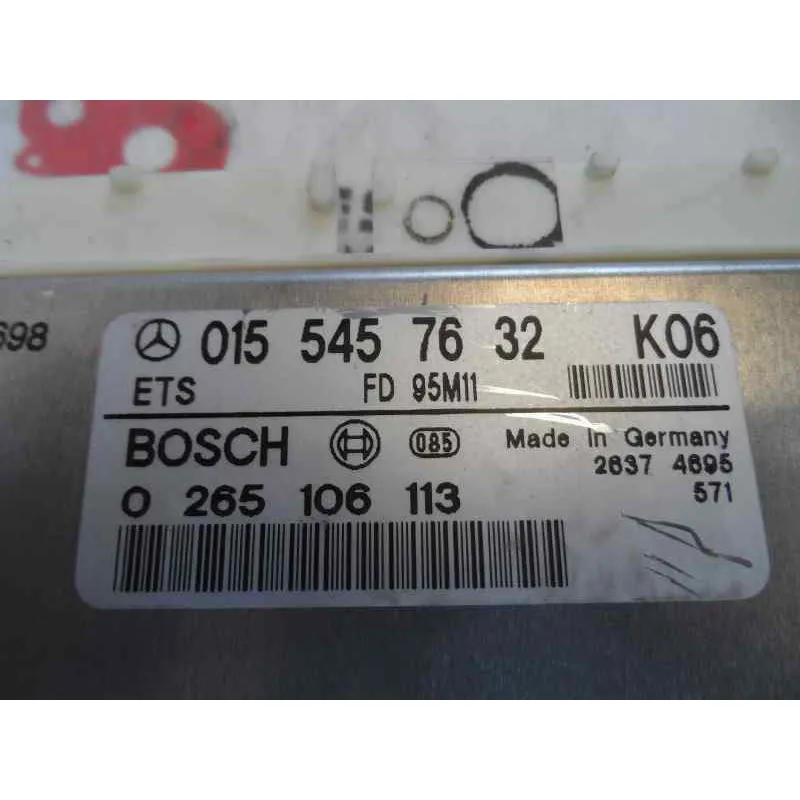 698
015 545 76 32 K06
ETS FD 95M11
BOSCH 085 Made in Germany
0 265 106 113 2637 4695
571